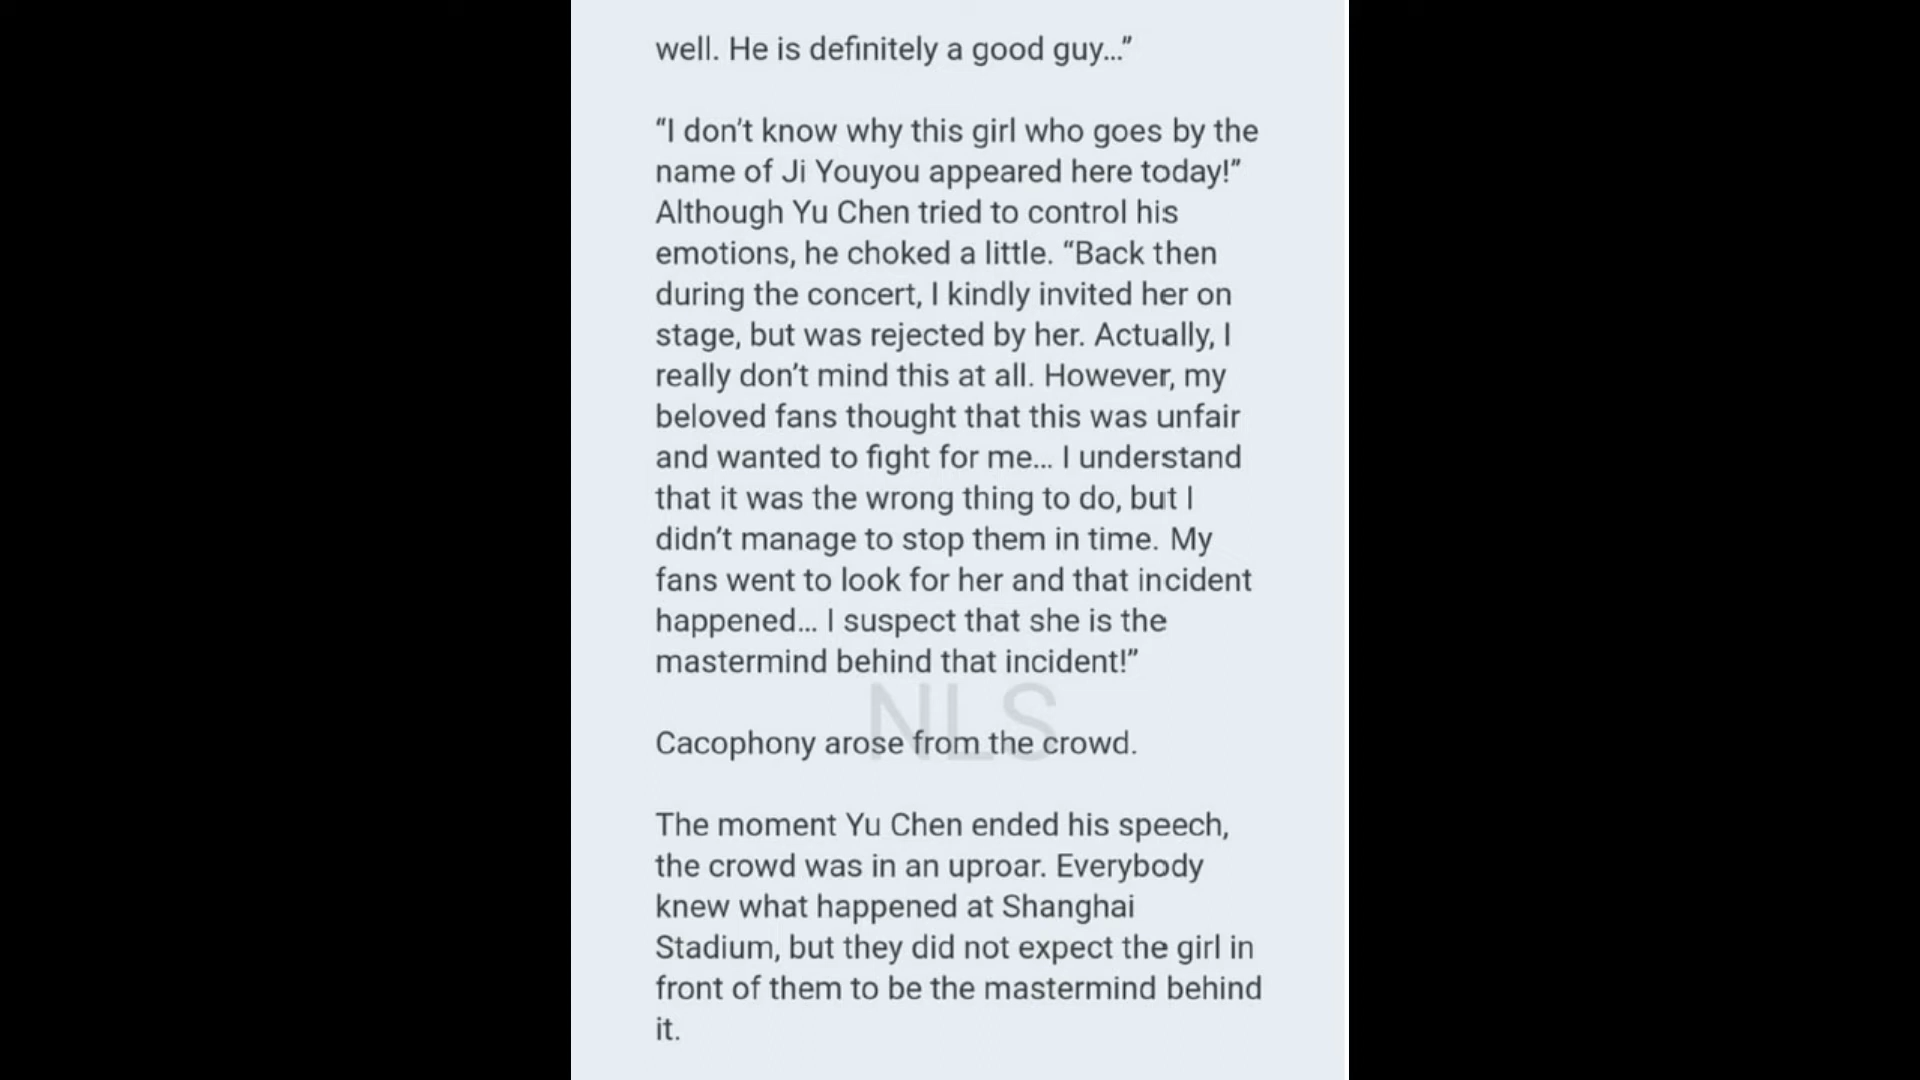 well. He is definitely a good guy…”
“I don’t know why this girl who goes by the
name of Ji Youyou appeared here today!”
Although Yu Chen tried to control his
emotions, he choked a little. “Back then
during the concert, I kindly invited her on
stage, but was rejected by her. Actually, I
really don’t mind this at all. However, my
beloved fans thought that this was unfair
and wanted to fight for me… I understand
that it was the wrong thing to do, but I
didn’t manage to stop them in time. My
fans went to look for her and that incident
happened… I suspect that she is the
mastermind behind that incident!”
NLS
Cacophony arose from the crowd.
The moment Yu Chen ended his speech,
the crowd was in an uproar. Everybody
knew what happened at Shanghai
Stadium, but they did not expect the girl in
front of them to be the mastermind behind
it.